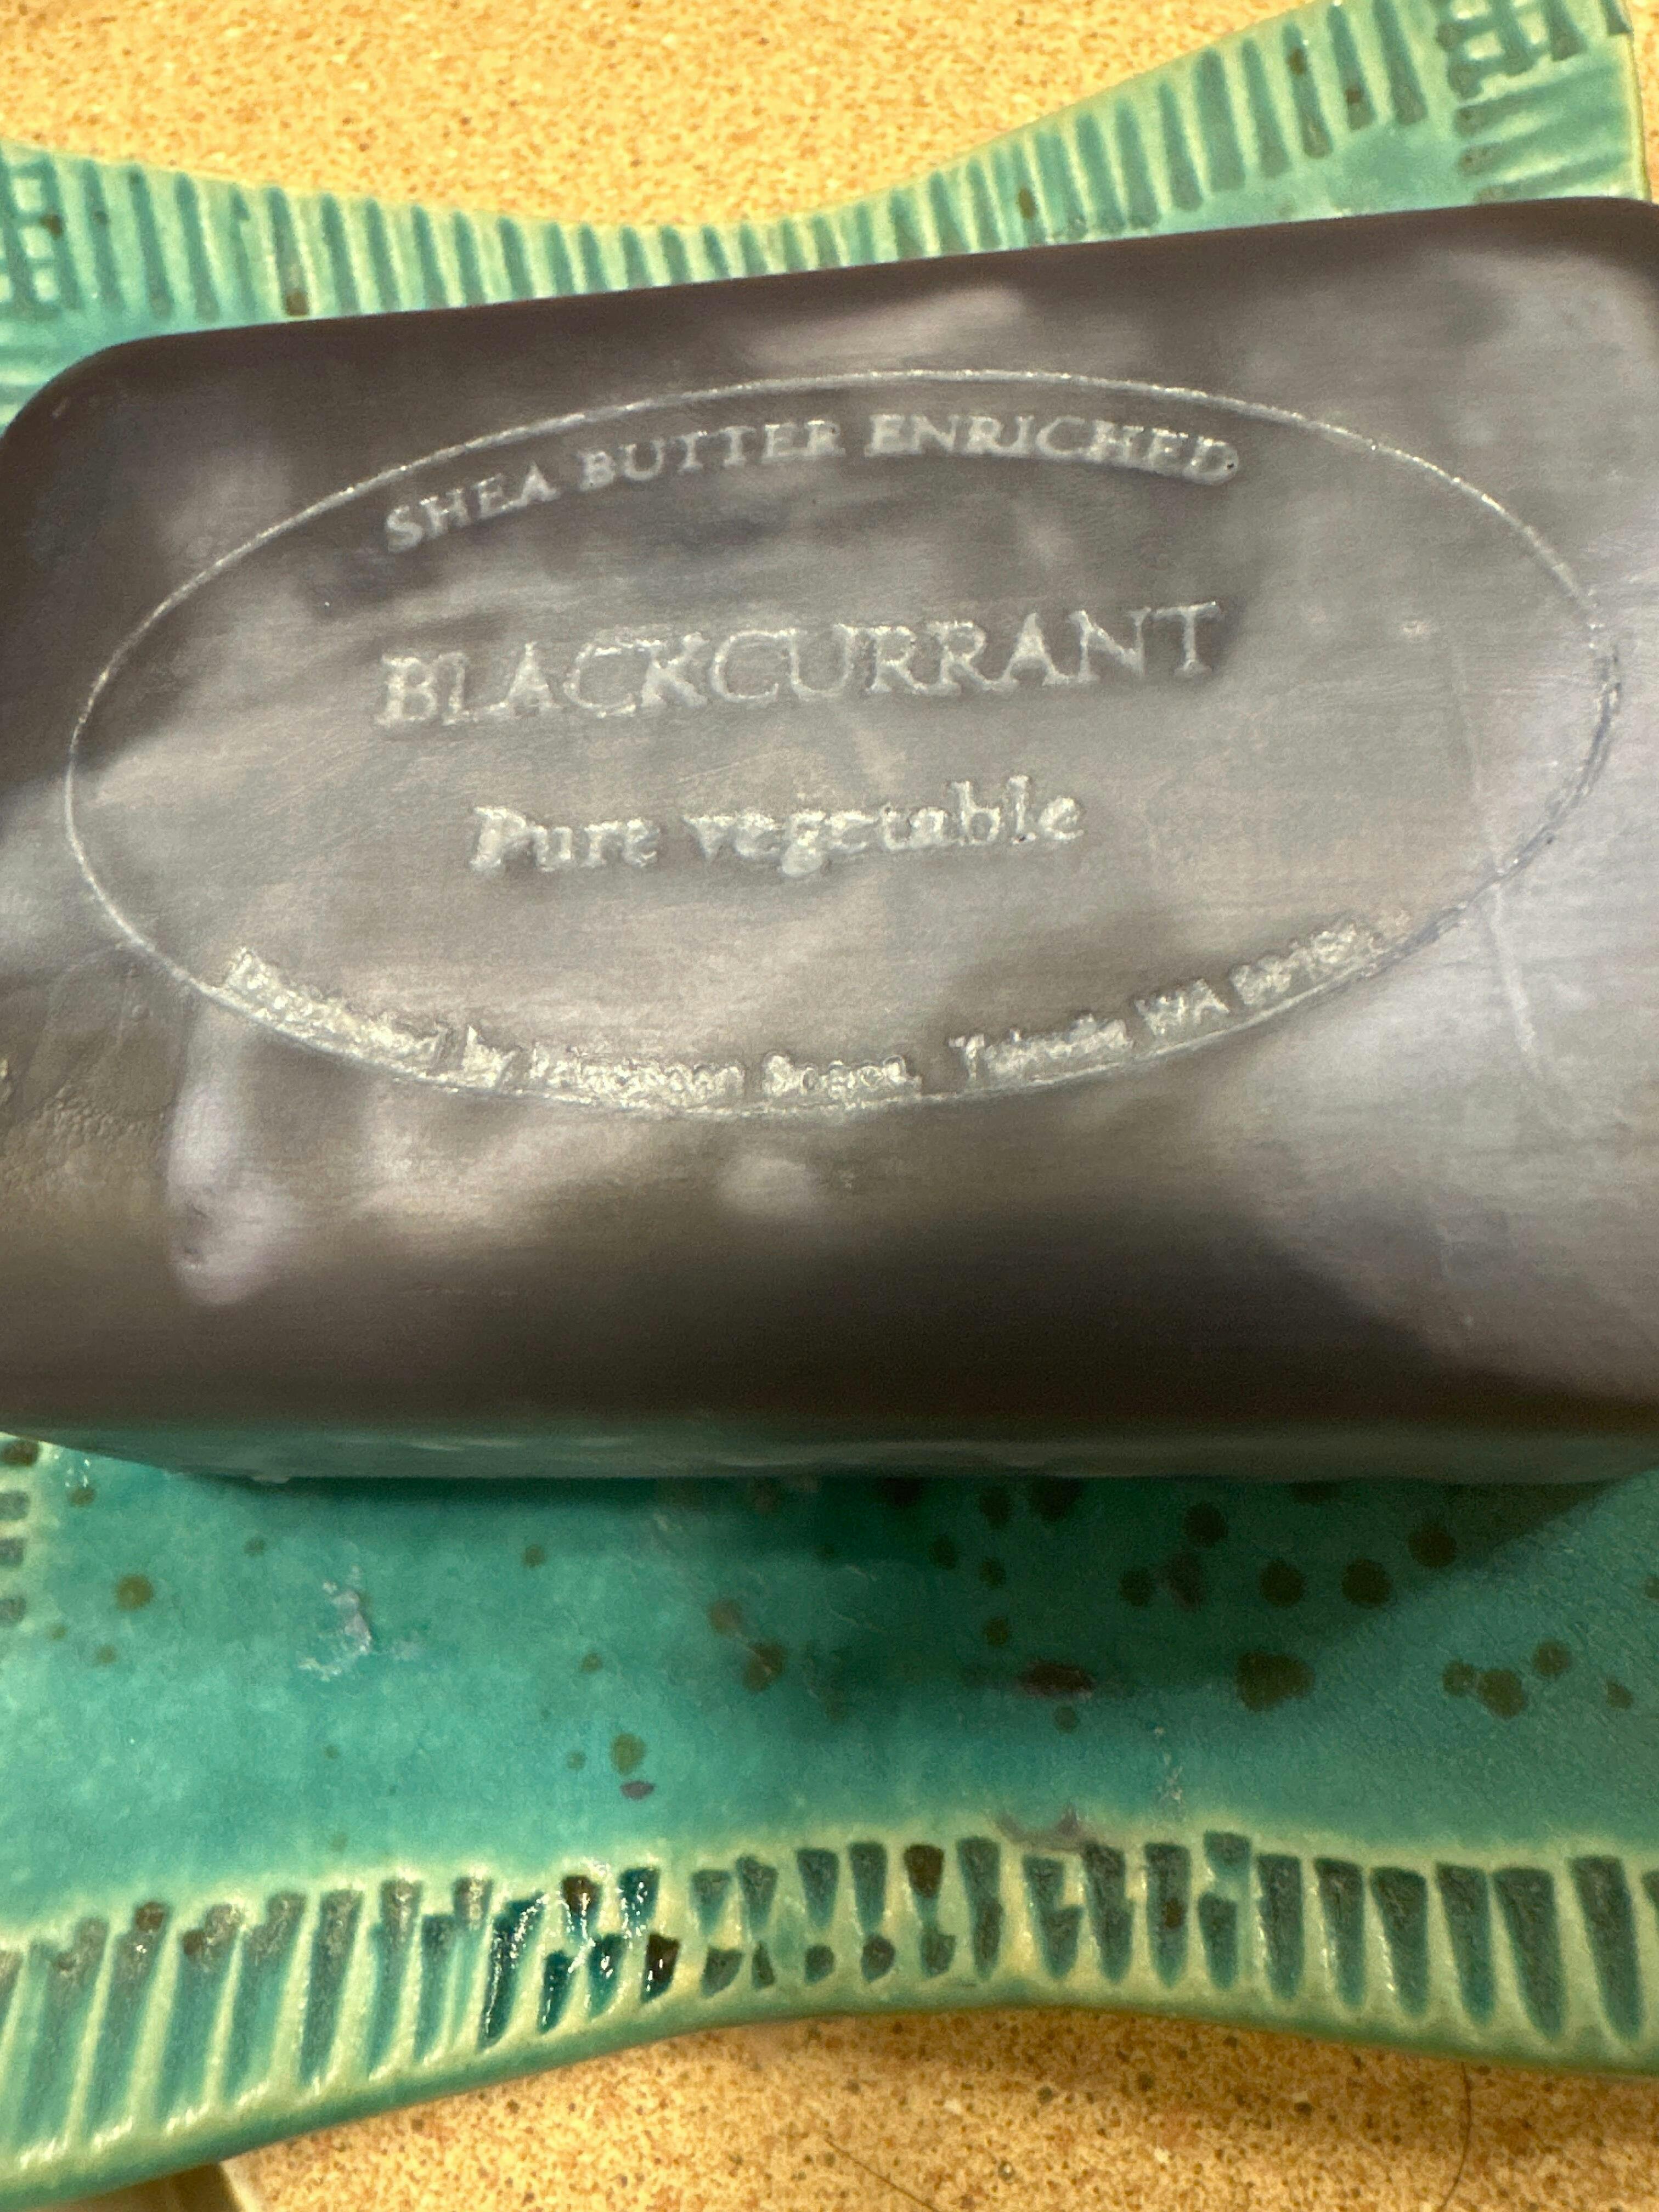 SHEA BUTTER ENRICHED
BLACKCURRANT
Pure vegetable
by WA